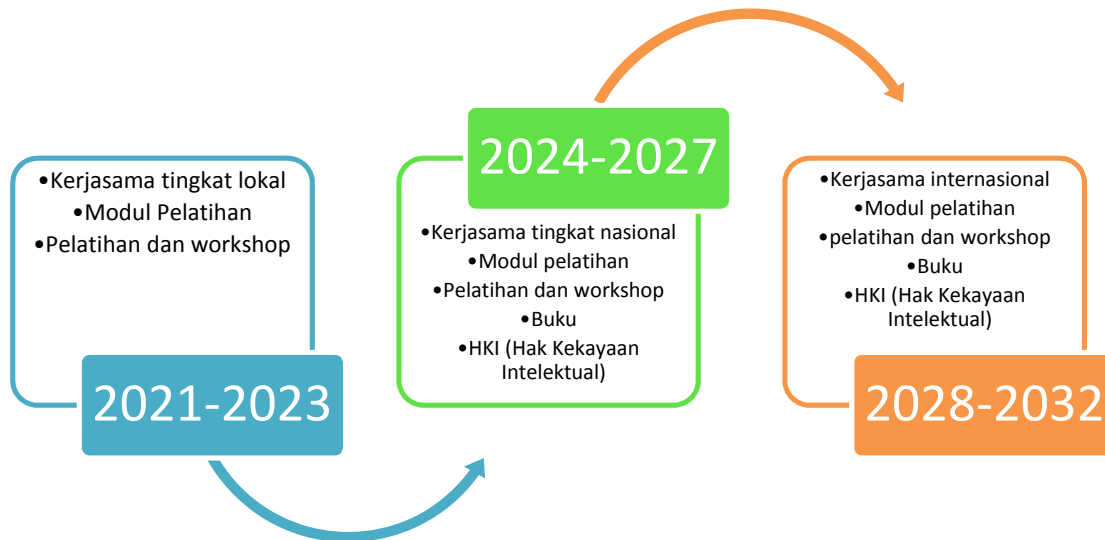 •Kerjasama tingkat lokal
•Modul Pelatihan
•Pelatihan dan workshop
2021-2023
2024-2027
•Kerjasama tingkat nasional
•Modul pelatihan
•Pelatihan dan workshop
•Buku
•HKI (Hak Kekayaan
Intelektual)
•Kerjasama internasional
•Modul pelatihan
•pelatihan dan workshop
•Buku
•HKI (Hak Kekayaan
Intelektual)
2028-2032